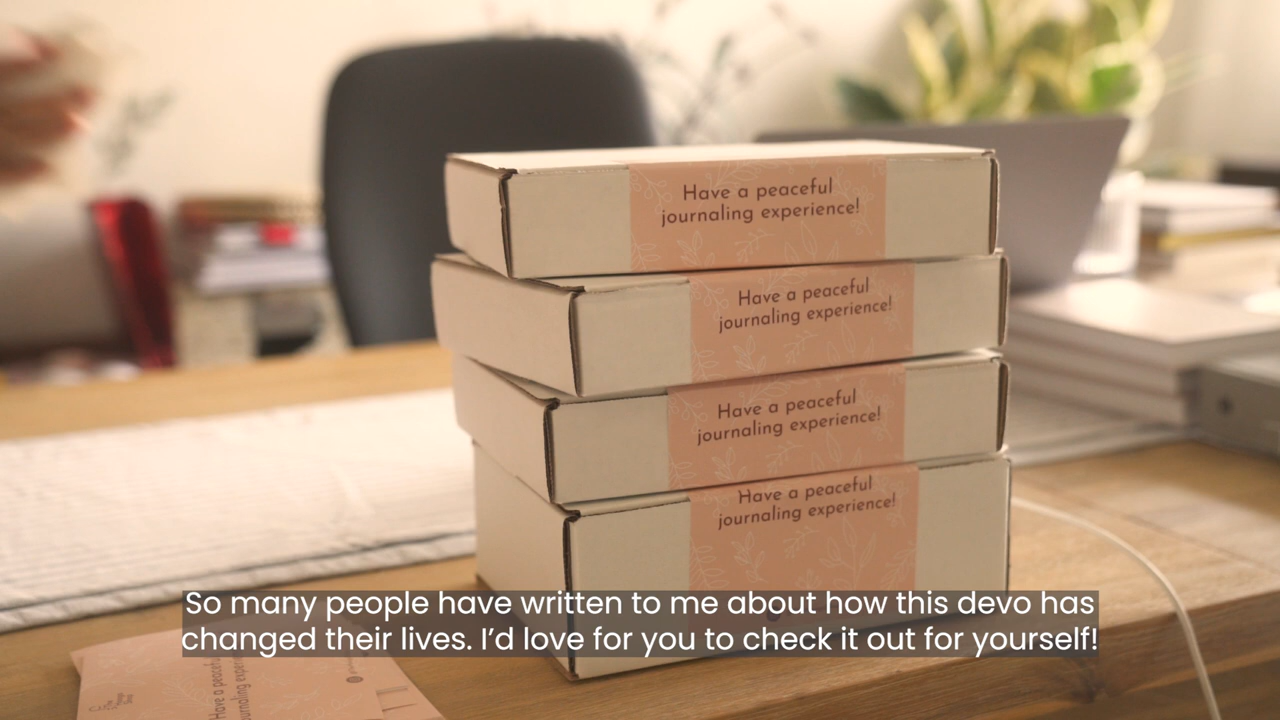 Have a peaceful
journaling experience!
Have a peaceful
journaling experience!
Have a peaceful
journaling experience!
Have a peaceful
journaling experience!
So many people have written to me about how this devo has
changed their lives. I’d love for you to check it out for yourself!
Have a peaceful